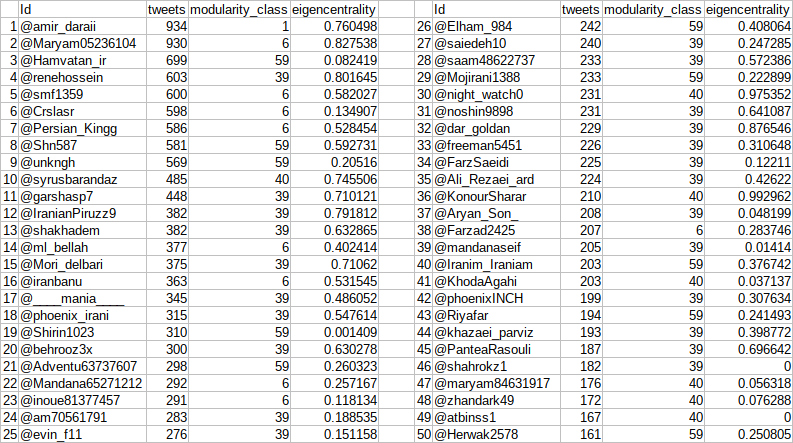 Id tweets modularity_class eigencentrality
1 @amir_daraii 934 1 0.760498
2 @Maryam05236104 930 6 0.827538
3 @Hamvatan_ir 699 59 0.082419
4 @renehossein 603 39 0.801645
5 @smf1359 600 6 0.582027
6 @Crslasr 598 6 0.134907
7 @Persian_Kingg 586 6 0.528454
8 @Shn587 581 59 0.592731
9 @unkngh 569 59 0.20516
10 @syrusbarandaz 485 40 0.745506
11 @garshasp7 448 39 0.710121
12 @IranianPiruzz9 382 39 0.791812
13 @shakhadem 382 39 0.632865
14 @ml_bellah 377 6 0.402414
15 @Mori_delbari 375 39 0.71062
16 @iranbanu 363 6 0.531545
17 @____mania____ 345 39 0.486052
18 @phoenix_irani 315 39 0.547614
19 @Shirin1023 310 59 0.001409
20 @behrooz3x 300 39 0.630278
21 @Adventu63737607 298 59 0.260323
22 @Mandana65271212 292 6 0.257167
23 @inoue81377457 291 6 0.118134
24 @am70561791 283 39 0.188535
25 @evin_f11 276 39 0.151158
Id tweets modularity_class eigencentrality
26 @Elham_984 242 59 0.408064
27 @saiedeh10 240 39 0.247285
28 @saam48622737 233 39 0.572386
29 @Mojirani1388 233 59 0.222899
30 @night_watch0 231 40 0.975352
31 @noshin9898 231 39 0.641087
32 @dar_goldan 229 39 0.876546
33 @freeman5451 226 39 0.310648
34 @FarzSaeidi 225 39 0.12211
35 @Ali_Rezaei_ard 224 39 0.42622
36 @KonourSharar 210 40 0.992962
37 @Aryan_Son_ 208 39 0.048199
38 @Farzad2425 207 6 0.283746
39 @mandanaseif 205 39 0.01414
40 @Iranim_Iraniam 203 59 0.376742
41 @KhodaAgahi 203 40 0.037137
42 @phoenixINCH 199 39 0.307634
43 @Riyafar 194 59 0.241493
44 @khazaei_parviz 193 39 0.398772
45 @PanteaRasouli 187 39 0.696642
46 @shahrokz1 182 39 0
47 @maryam84631917 176 40 0.056318
48 @zhandark49 172 40 0.076288
49 @atbinss1 167 40 0
50 @Herwak2578 161 59 0.250805